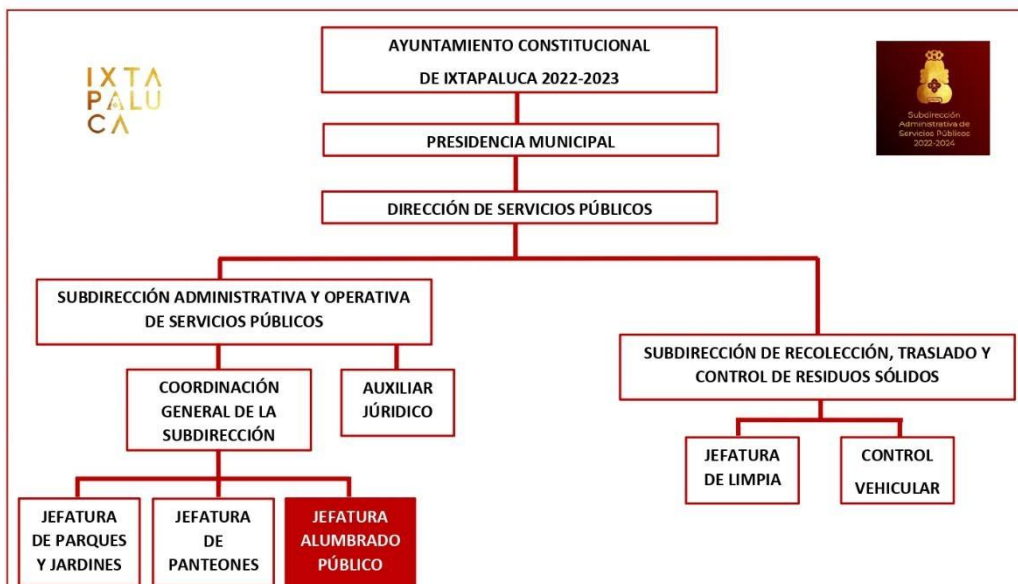 IXTA
PALU
CA
AYUNTAMIENTO CONSTITUCIONAL
DE IXTAPALUCA 2022-2023
Subdirección
Administrativa de
Servicios Públicos
2022-2024
PRESIDENCIA MUNICIPAL
DIRECCIÓN DE SERVICIOS PÚBLICOS
SUBDIRECCIÓN ADMINISTRATIVA Y OPERATIVA
DE SERVICIOS PÚBLICOS
SUBDIRECCIÓN DE RECOLECCIÓN, TRASLADO Y
CONTROL DE RESIDUOS SÓLIDOS
COORDINACIÓN
GENERAL DE LA
SUBDIRECCIÓN
AUXILIAR
JÚRIDICO
JEFATURA
DE LIMPIA
CONTROL
VEHICULAR
JEFATURA
DE PARQUES
Y JARDINES
JEFATURA
DE
PANTEONES
JEFATURA
ALUMBRADO
PÚBLICO